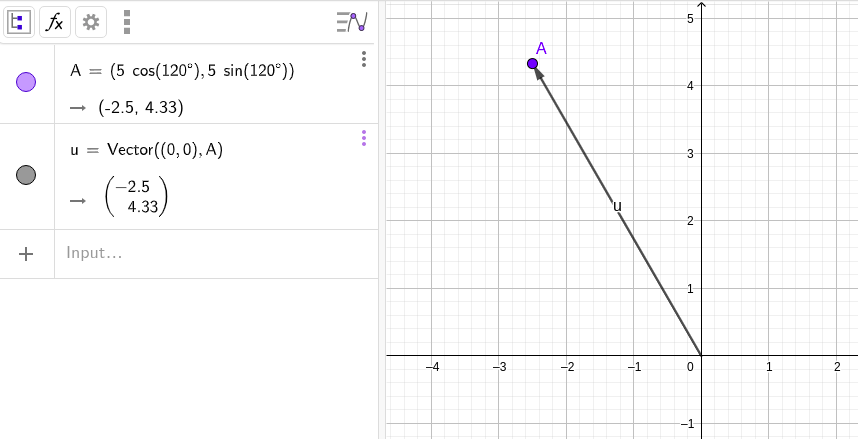 fx
A = (5 cos(120°), 5 sin(120°))
→ (-2.5, 4.33)
u = Vector((0, 0), A)
→ (−2.5
4.33)
+ Input...
A
u
5
4
3
2
1
−4 −3 −2 −1 0 1 2
−1